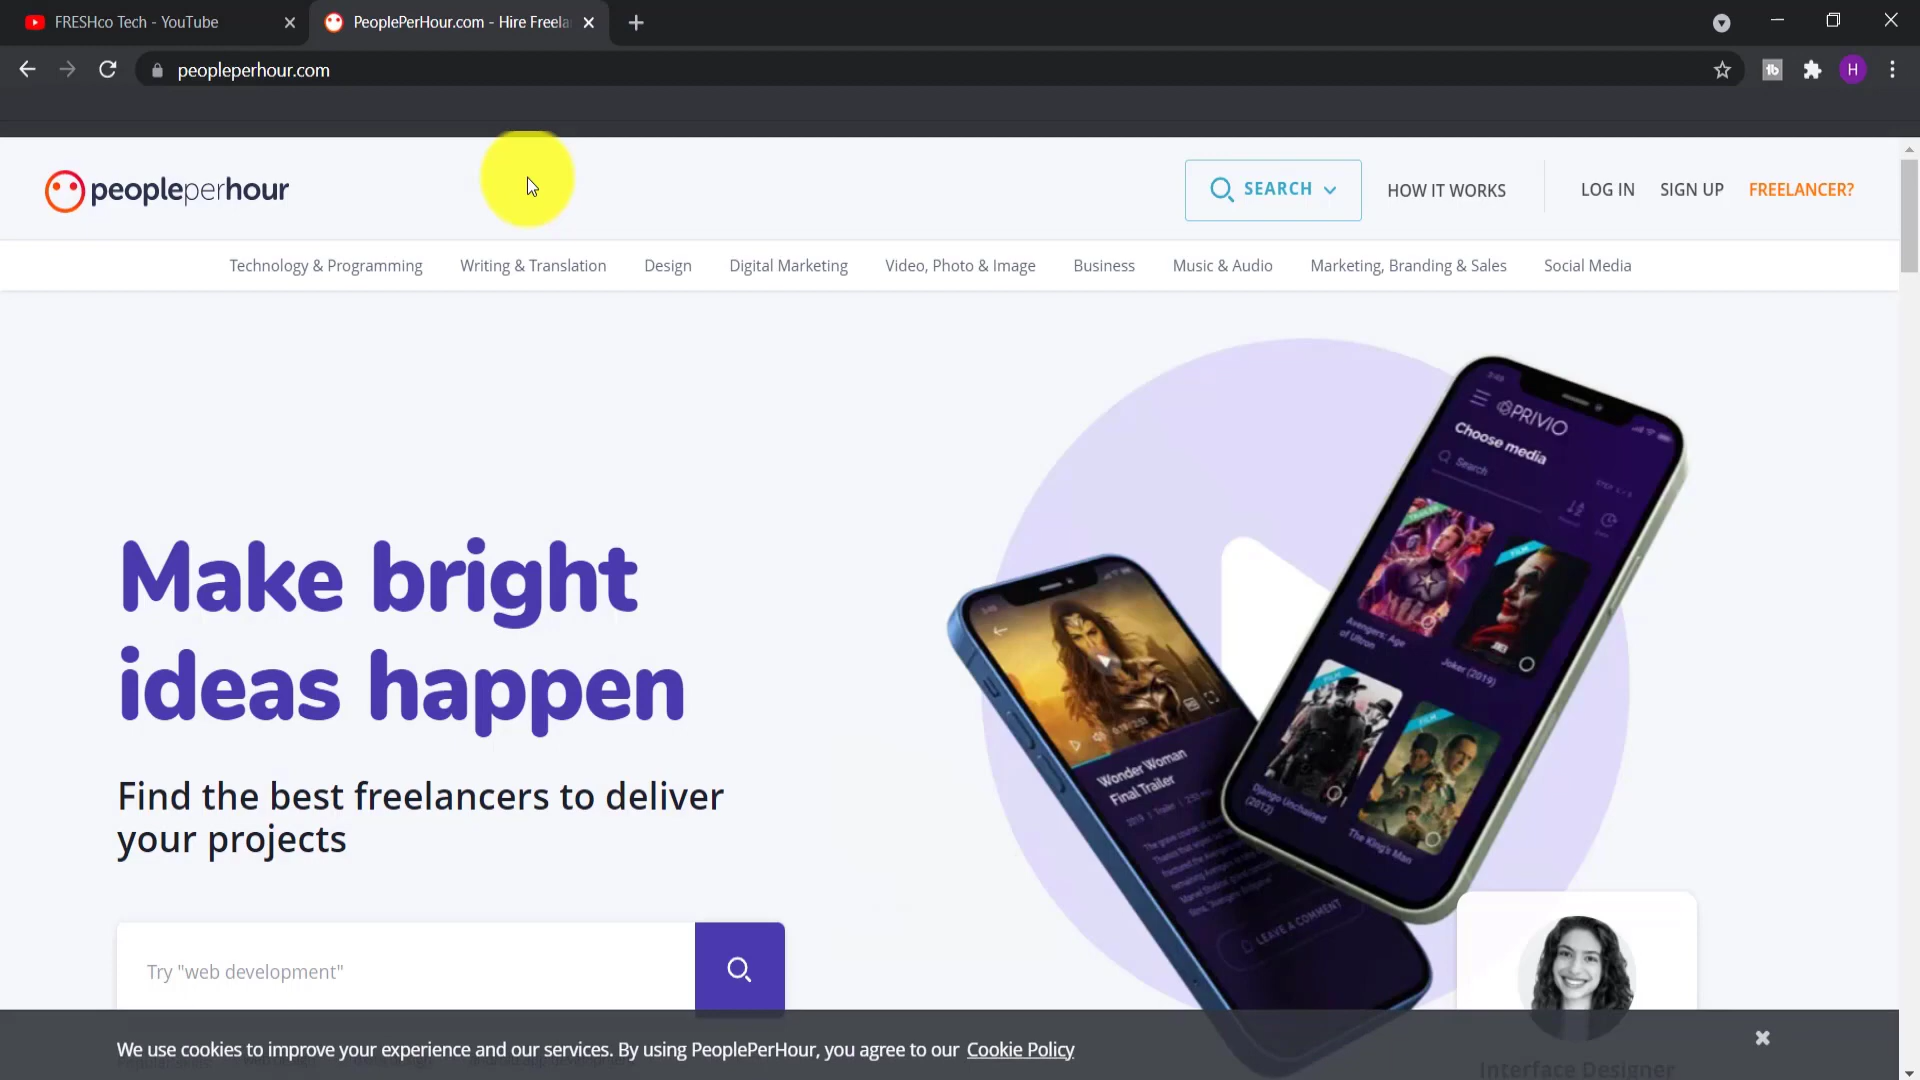 FRESHco Tech - YouTube
PeoplePerHour.com - Hire Freela
peopleperhour.com
H
peopleperhour
SEARCH
HOW IT WORKS
LOG IN
SIGN UP
FREELANCER?
Technology & Programming
Writing & Translation
Design
Digital Marketing
Video, Photo & Image
Business
Music & Audio
Marketing, Branding & Sales
Social Media
Make bright
ideas happen
Find the best freelancers to deliver
your projects
Try "web development"
PRIVIO
Choose media
Search
Avengers: Age
of Ultron
Joker (2019)
Django Unchained
(2012)
The King's Man
Wonder Woman
Final Trailer
LEAVE A COMMENT
Interface Designer
We use cookies to improve your experience and our services. By using PeoplePerHour, you agree to our Cookie Policy